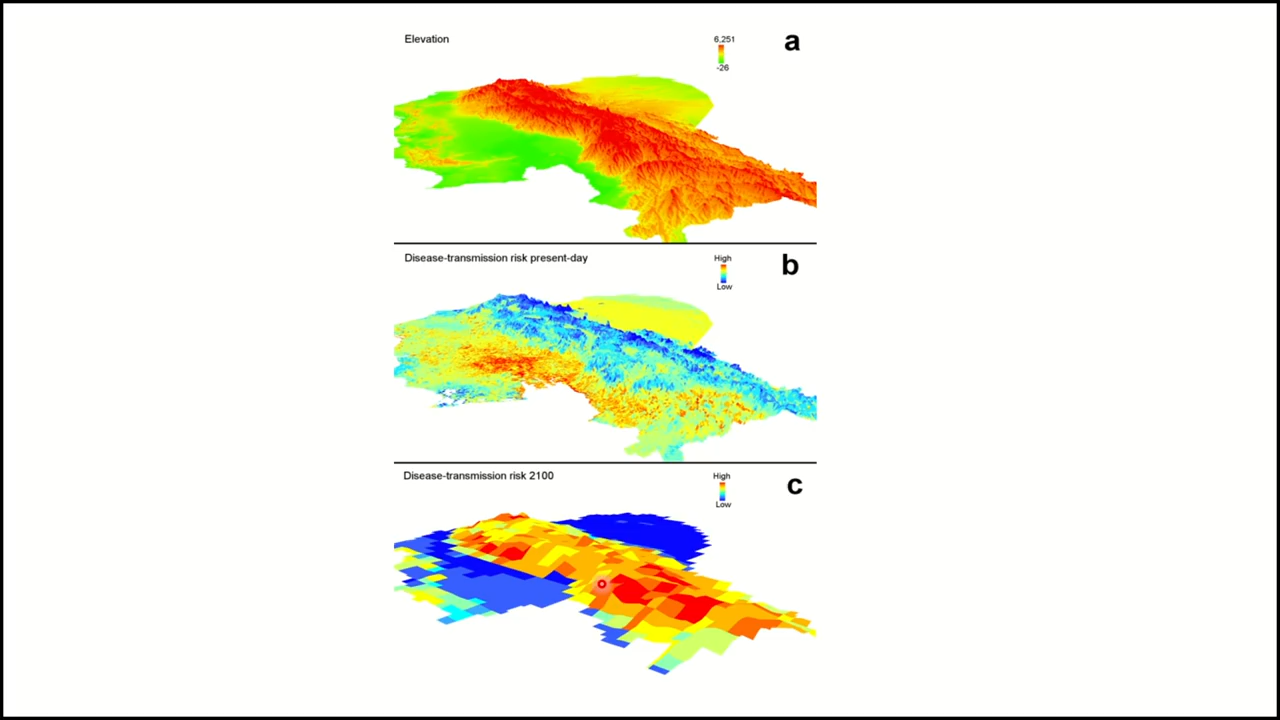 Elevation
6,251
a
-26
Disease-transmission risk present-day
High
b
Low
Disease-transmission risk 2100
High
c
Low